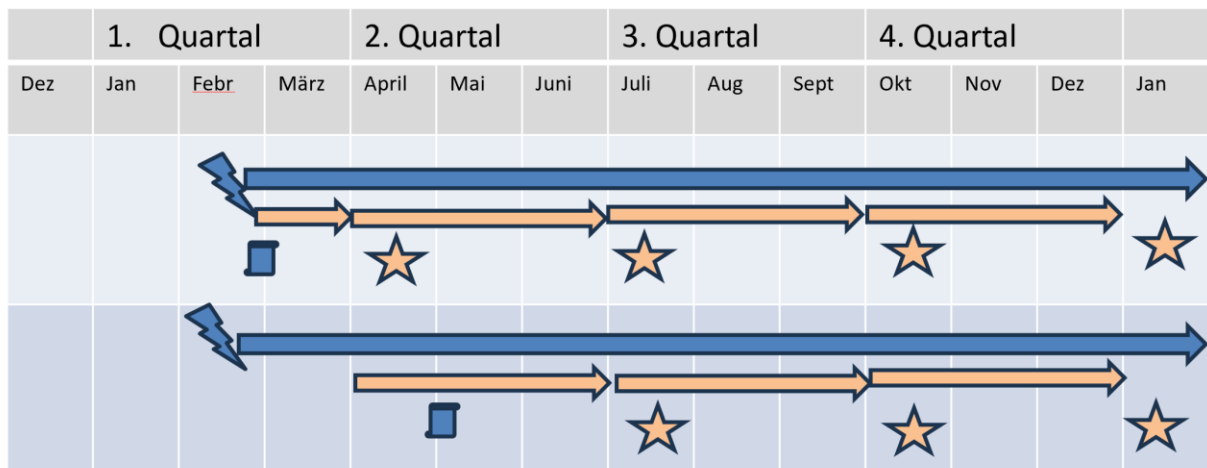 1. Quartal 2. Quartal 3. Quartal 4. Quartal
Dez Jan Febr März April Mai Juni Juli Aug Sept Okt Nov Dez Jan